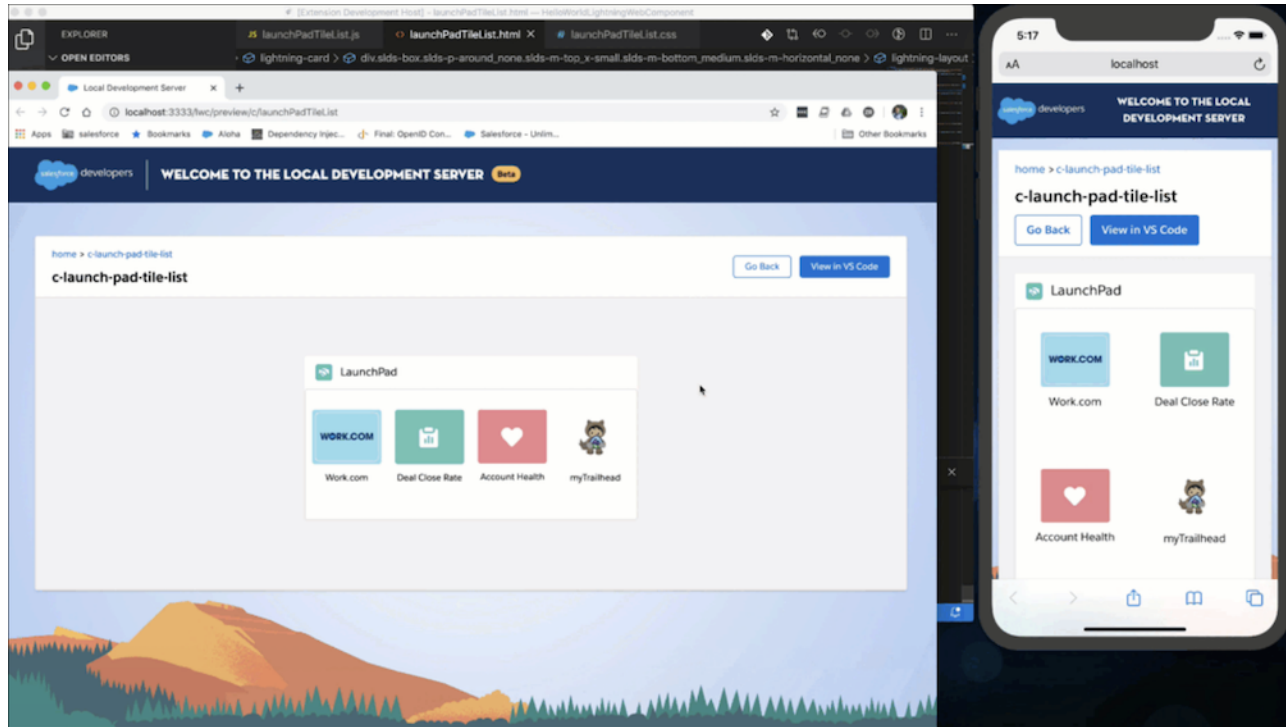 [Extension Development Host] - launchPadTileList.html — HelloWorldLightningWebComponent
EXPLORER
JS launchPadTileList.js
<> launchPadTileList.html ×
# launchPadTileList.css
OPEN EDITORS
lightning-card > div.slds-box.slds-p-around_none.slds-m-top_x-small.slds-m-bottom_medium.slds-m-horizontal_none > lightning-layout
Local Development Server × +
localhost:3333/lwc/preview/c/launchPadTileList
Apps salesforce Bookmarks Aloha Dependency Injec... Final: OpenID Con... Salesforce - Unlim... Other Bookmarks
salesforce developers WELCOME TO THE LOCAL DEVELOPMENT SERVER Beta
home > c-launch-pad-tile-list
c-launch-pad-tile-list
Go Back View in VS Code
LaunchPad
WORK.COM
Work.com Deal Close Rate Account Health myTrailhead
5:17
AA localhost
salesforce developers
WELCOME TO THE LOCAL
DEVELOPMENT SERVER
home > c-launch-pad-tile-list
c-launch-pad-tile-list
Go Back View in VS Code
LaunchPad
WORK.COM
Work.com Deal Close Rate
Account Health myTrailhead